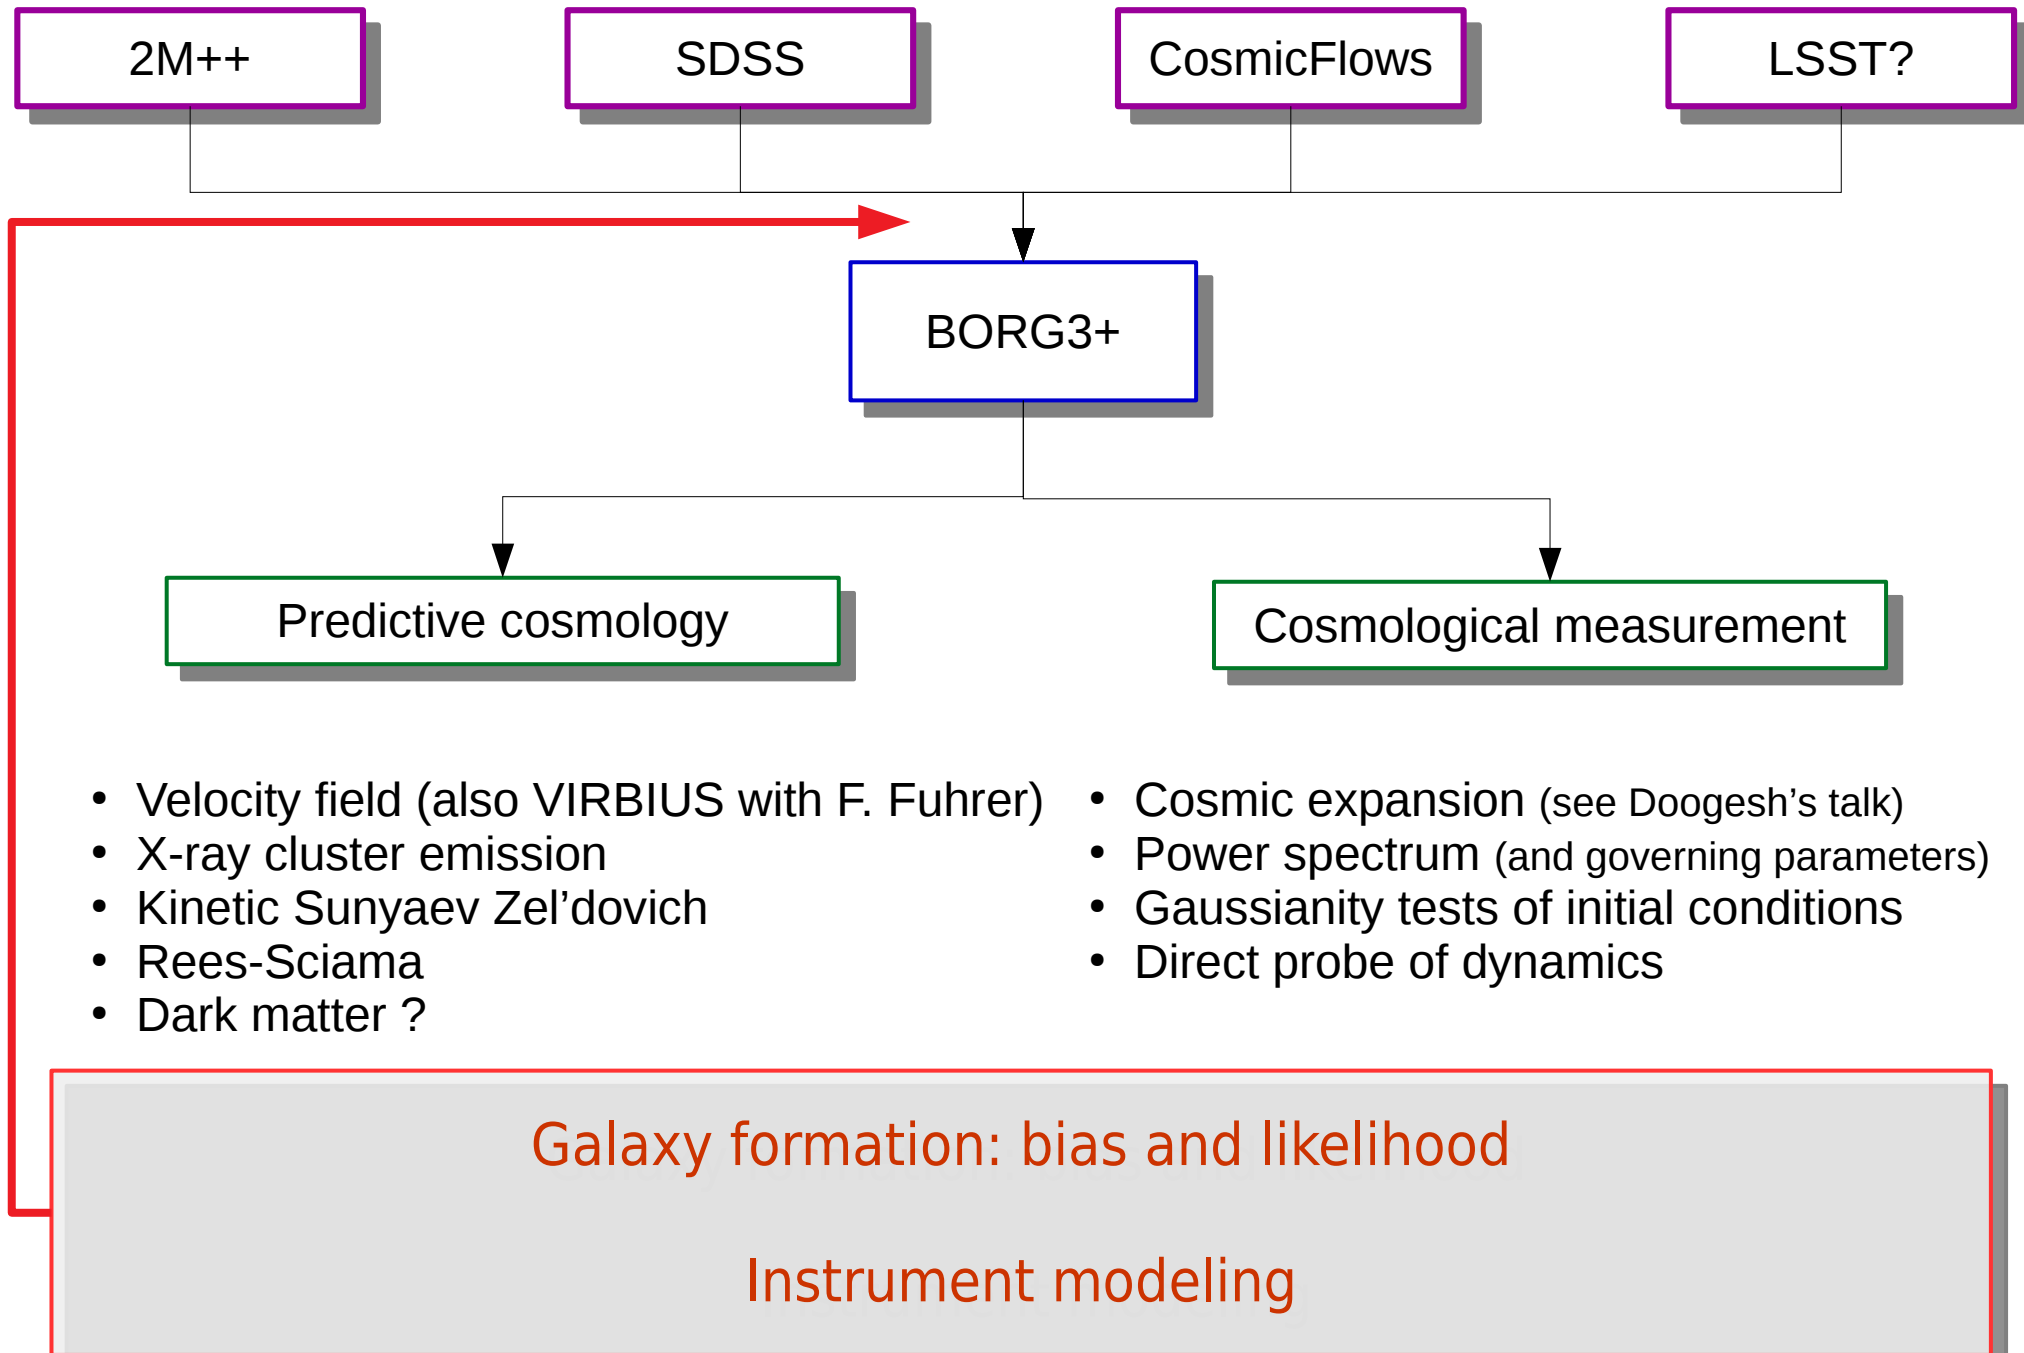 2M++
SDSS
CosmicFlows
LSST?
BORG3+
Predictive cosmology
Cosmological measurement
• Velocity field (also VIRBIUS with F. Fuhrer)
• X-ray cluster emission
• Kinetic Sunyaev Zel’dovich
• Rees-Sciama
• Dark matter ?
• Cosmic expansion (see Doogesh’s talk)
• Power spectrum (and governing parameters)
• Gaussianity tests of initial conditions
• Direct probe of dynamics
Galaxy formation: bias and likelihood
Instrument modeling